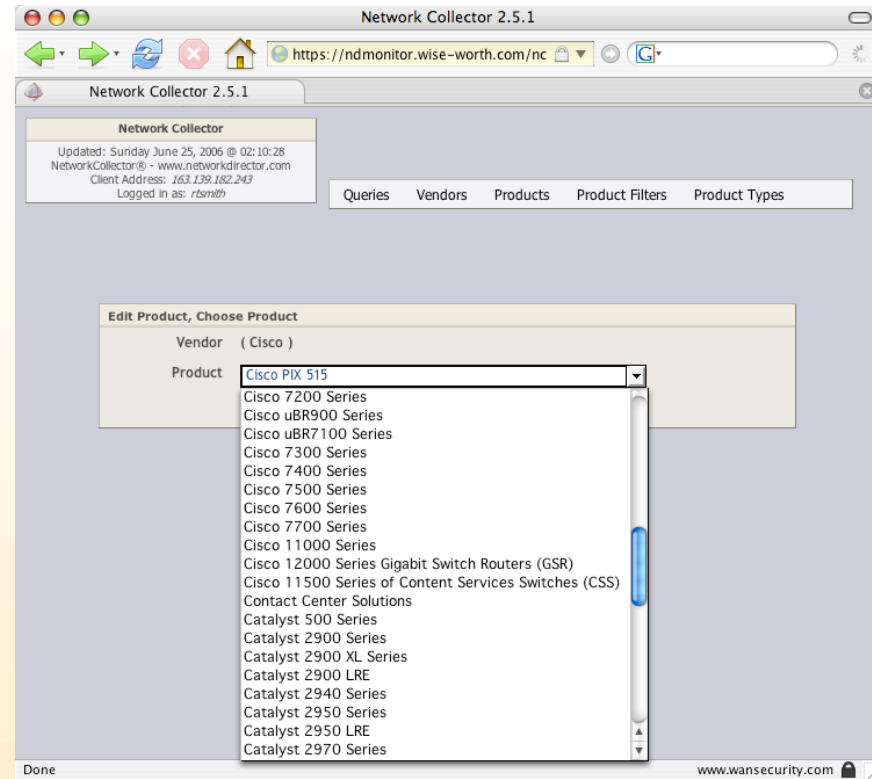 Network Collector 2.5.1
https://ndmonitor.wise-worth.com/nc
G
Network Collector 2.5.1
Network Collector
Updated: Sunday June 25, 2006 @ 02:10:28
NetworkCollector® - www.networkdirector.com
Client Address: 163.139.182.243
Logged in as: rtsmith
Queries Vendors Products Product Filters Product Types
Edit Product, Choose Product
Vendor ( Cisco )
Product Cisco PIX 515
Cisco 7200 Series
Cisco uBR900 Series
Cisco uBR7100 Series
Cisco 7300 Series
Cisco 7400 Series
Cisco 7500 Series
Cisco 7600 Series
Cisco 7700 Series
Cisco 11000 Series
Cisco 12000 Series Gigabit Switch Routers (GSR)
Cisco 11500 Series of Content Services Switches (CSS)
Contact Center Solutions
Catalyst 500 Series
Catalyst 2900 Series
Catalyst 2900 XL Series
Catalyst 2900 LRE
Catalyst 2940 Series
Catalyst 2950 Series
Catalyst 2950 LRE
Catalyst 2970 Series
Done www.wansecurity.com